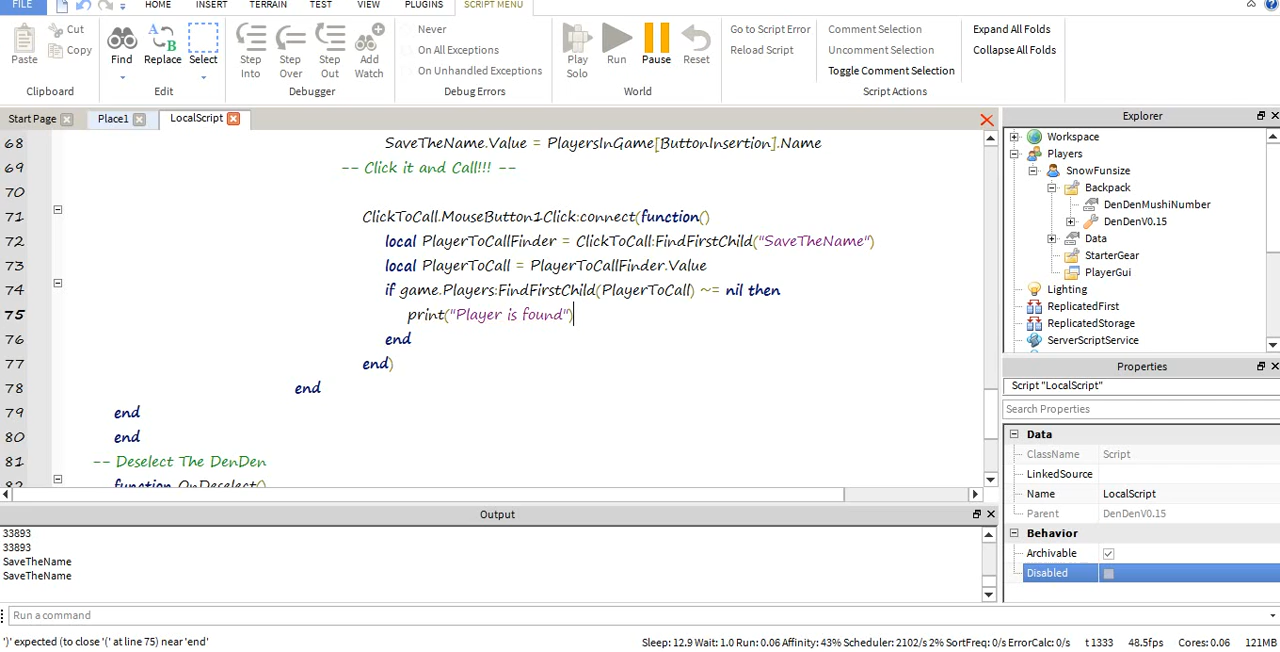 FILE HOME INSERT TERRAIN TEST VIEW PLUGINS SCRIPT MENU
Paste Cut Copy Clipboard
Find Replace Select Edit
Step Into Step Over Step Out Add Watch Debugger
Never
On All Exceptions
On Unhandled Exceptions
Debug Errors
Play Solo Run Pause Reset World
Go to Script Error
Reload Script
Comment Selection
Uncomment Selection
Toggle Comment Selection
Expand All Folds
Collapse All Folds
Script Actions
Start Page Place1 LocalScript
68 SaveTheName.Value = PlayersInGame[ButtonInsertion].Name
69 -- Click it and Call!!! --
70
71 ClickToCall.MouseButton1Click:connect(function()
72 local PlayerToCallFinder = ClickToCall:FindFirstChild("SaveTheName")
73 local PlayerToCall = PlayerToCallFinder.Value
74 if game.Players:FindFirstChild(PlayerToCall) ~= nil then
75 print("Player is found")
76 end
77 end)
78 end
79 end
80 end
81 -- Deselect The DenDen
82 function OnDeselect()
Output
33893
33893
SaveTheName
SaveTheName
Run a command
')' expected (to close '(' at line 75) near 'end'
Sleep: 12.9 Wait: 1.0 Run: 0.06 Affinity: 43% Scheduler: 2102/s 2% SortFreq: 0/s ErrorCalc: 0/s t 1333 48.5fps Cores: 0.06 121MB
Explorer
Workspace
Players
SnowFunsize
Backpack
DenDenMushiNumber
DenDenV0.15
Data
StarterGear
PlayerGui
Lighting
ReplicatedFirst
ReplicatedStorage
ServerScriptService
Properties
Script "LocalScript"
Search Properties
Data
ClassName Script
LinkedSource
Name LocalScript
Parent DenDenV0.15
Behavior
Archivable
Disabled